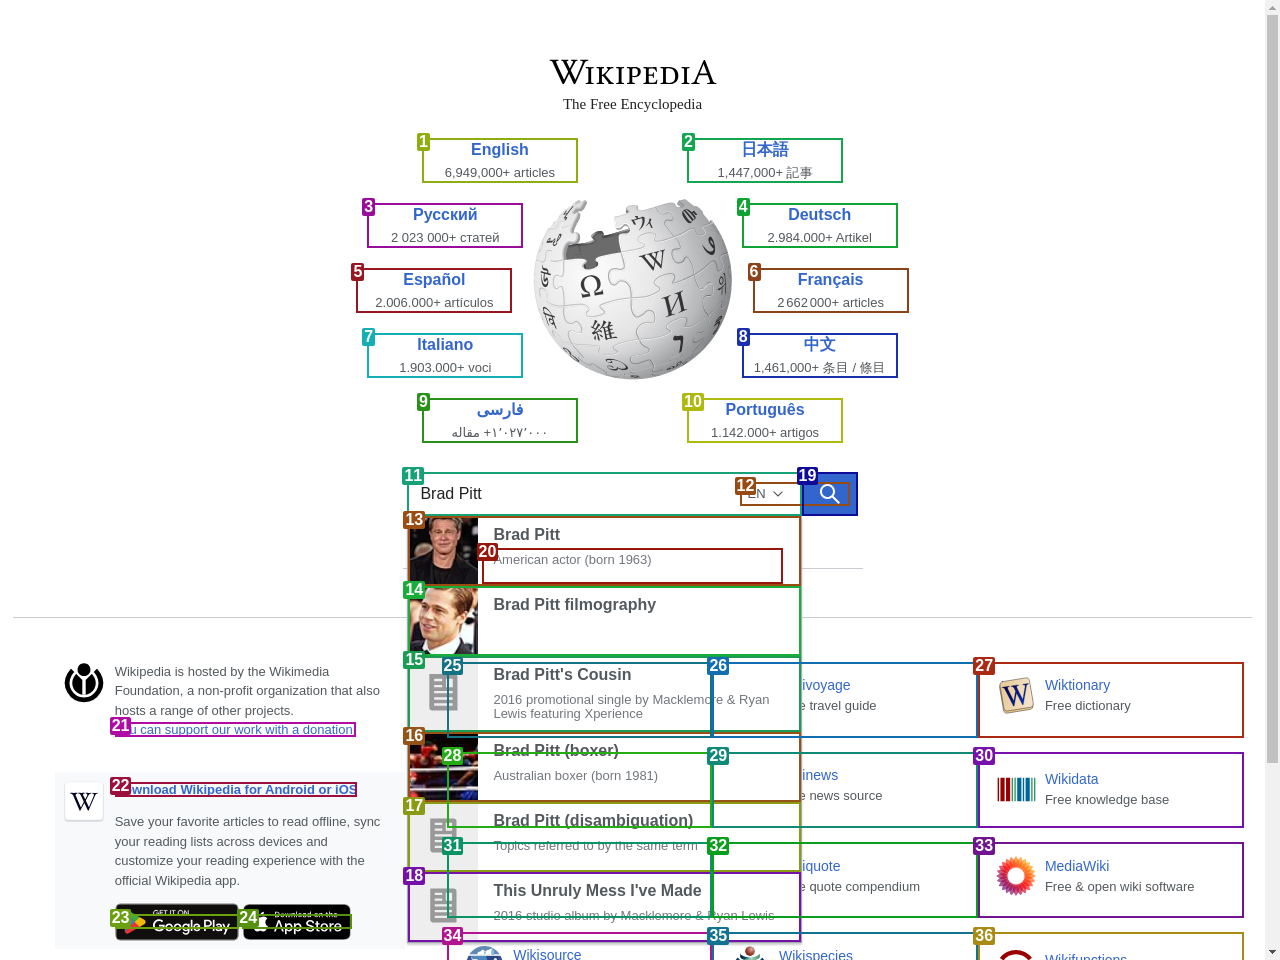 WIKIPEDIA
The Free Encyclopedia
1
English
6,949,000+ articles
2
日本語
1,447,000+ 記事
3
Русский
2 023 000+ статей
4
Deutsch
2.984.000+ Artikel
5
Español
2.006.000+ artículos
6
Français
2 662 000+ articles
7
Italiano
1.903.000+ voci
8
中文
1,461,000+ 条目 / 條目
9
فارسی
۱٬۰۲۷٬۰۰۰+ مقاله
10
Português
1.142.000+ artigos
11
Brad Pitt
12
EN
19
13
Brad Pitt
20
American actor (born 1963)
14
Brad Pitt filmography
15
Brad Pitt's Cousin
2016 promotional single by Macklemore & Ryan
Lewis featuring Xperience
16
Brad Pitt (boxer)
Australian boxer (born 1981)
17
Brad Pitt (disambiguation)
Topics referred to by the same term
18
This Unruly Mess I've Made
2016 studio album by Macklemore & Ryan Lewis
Wikipedia is hosted by the Wikimedia
Foundation, a non-profit organization that also
hosts a range of other projects.
21
u can support our work with a donation.
22
wnload Wikipedia for Android or iOS
Save your favorite articles to read offline, sync
your reading lists across devices and
customize your reading experience with the
official Wikipedia app.
23
GET IT ON
Google Play
24
Download on the
App Store
25
26
ivoyage
e travel guide
27
Wiktionary
Free dictionary
28
29
inews
e news source
30
Wikidata
Free knowledge base
31
32
iquote
e quote compendium
33
MediaWiki
Free & open wiki software
34
Wikisource
35
Wikispecies
36
Wikifunctions